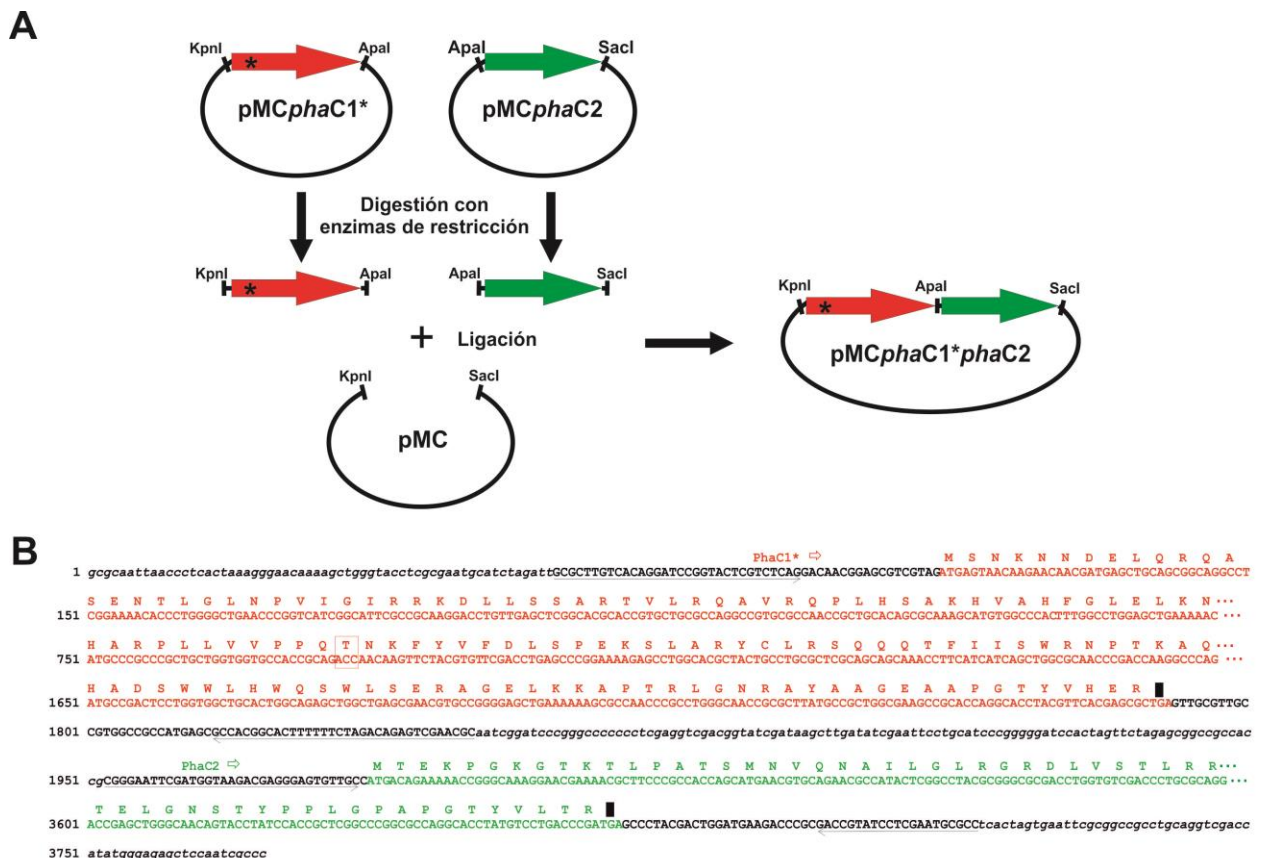 A
KpnI
ApaI
pMCphaC1*
ApaI
SacI
pMCphaC2
Digestión con
enzimas de restricción
KpnI
ApaI
ApaI
SacI
+ Ligación
KpnI
SacI
pMC
KpnI
ApaI
SacI
pMCphaC1*phaC2
B
PhaC1* ⇨ M S N K N N D E L Q R Q A
1 gcgcaattaaccctcactaaagggaacaaaagctgggtacctcgcgaatgcatctagattGCGCTTGTCACAGGATCCGGTACTCGTCTCAGGACAACGGAGCGTCGTAGATGAGTAACAAGAACAACGATGAGCTGCAGCGGCAGGCCT
S E N T L G L N P V I G I R R K D L L S S A R T V L R Q A V R Q P L H S A K H V A H F G L E L K N ···
151 CGGAAAACACCCTGGGGCTGAACCCGGTCATCGGCATTCGCCGCAAGGACCTGTTGAGCTCGGCACGCACCGTGCTGCGCCAGGCCGTGCGCCAACCGCTGCACAGCGCAAAGCATGTGGCCCACTTTGGCCTGGAGCTGAAAAAC ···
H A R P L L V V P P Q T N K F Y V F D L S P E K S L A R Y C L R S Q Q Q T F I I S W R N P T K A Q ···
751 ATGCCCGCCCGCTGCTGGTGGTGCCACCGCAGACCAACAAGTTCTACGTGTTCGACCTGAGCCCGGAAAAGAGCCTGGCACGCTACTGCCTGCGCTCGCAGCAGCAAACCTTCATCATCAGCTGGCGCAACCCGACCAAGGCCCAG ···
H A D S W W L H W Q S W L S E R A G E L K K A P T R L G N R A Y A A G E A A P G T Y V H E R
1651 ATGCCGACTCCTGGTGGCTGCACTGGCAGAGCTGGCTGAGCGAACGTGCCGGGGAGCTGAAAAAAGCGCCAACCCGCCTGGGCAACCGCGCTTATGCCGCTGGCGAAGCCGCACCAGGCACCTACGTTCACGAGCGCTGAGTTGCGTTGC
1801 CGTGGCCGCCATGAGCGCCACGGCACTTTTTTCTAGACAGAGTCGAACGCaatcggatcccgggcccccccctcgaggtcgacggtatcgataagcttgatatcgaattcctgcatcccgggggatccactagttctagagcggccgccac
PhaC2 ⇨ M T E K P G K G T K T L P A T S M N V Q N A I L G L R G R D L V S T L R R ···
1951 cgCGGGAATTCGATGGTAAGACGAGGGAGTGTTGCCATGACAGAAAAACCGGGCAAAGGAACGAAAACGCTTCCCGCCACCAGCATGAACGTGCAGAACGCCATACTCGGCCTACGCGGGCGCGACCTGGTGTCGACCCTGCGCAGG ···
T E L G N S T Y P P L G P A P G T Y V L T R
3601 ACCGAGCTGGGCAACAGTACCTATCCACCGCTCGGCCCGGCGCCAGGCACCTATGTCCTGACCCGATGAGCCCTACGACTGGATGAAGACCCGCGACCGTATCCTCGAATGCGCCtcactagtgaattcgcggccgcctgcaggtcgacc
3751 atatgggagagctccaatcgccc